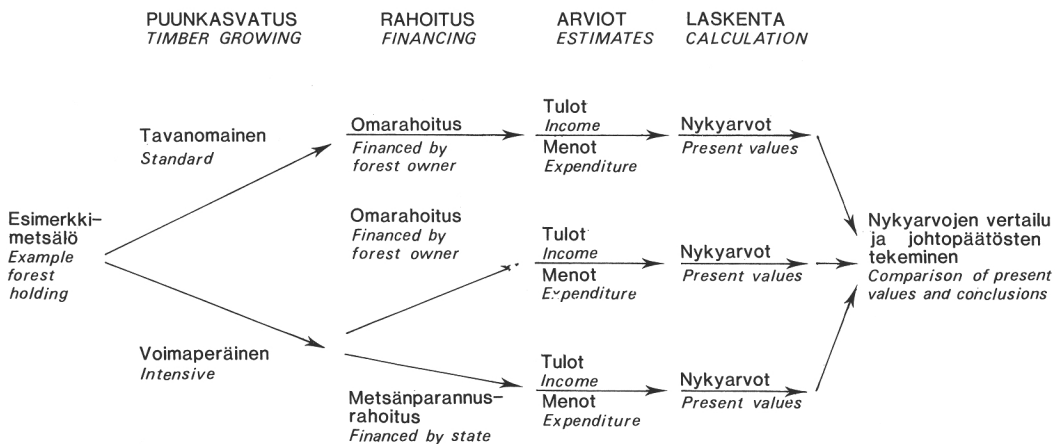 PUUNKASVATUS
TIMBER GROWING
RAHOITUS
FINANCING
ARVIOT
ESTIMATES
LASKENTA
CALCULATION
Esimerkki–
metsälö
Example
forest
holding
Tavanomainen
Standard
Omarahoitus
Financed by
forest owner
Tulot
Income
Menot
Expenditure
Nykyarvot
Present values
Omarahoitus
Financed by
forest owner
Tulot
Income
Menot
Expenditure
Nykyarvot
Present values
Voimaperäinen
Intensive
Metsänparannus-
rahoitus
Financed by state
Tulot
Income
Menot
Expenditure
Nykyarvot
Present values
Nykyarvojen vertailu
ja johtopäätösten
tekeminen
Comparison of present
values and conclusions